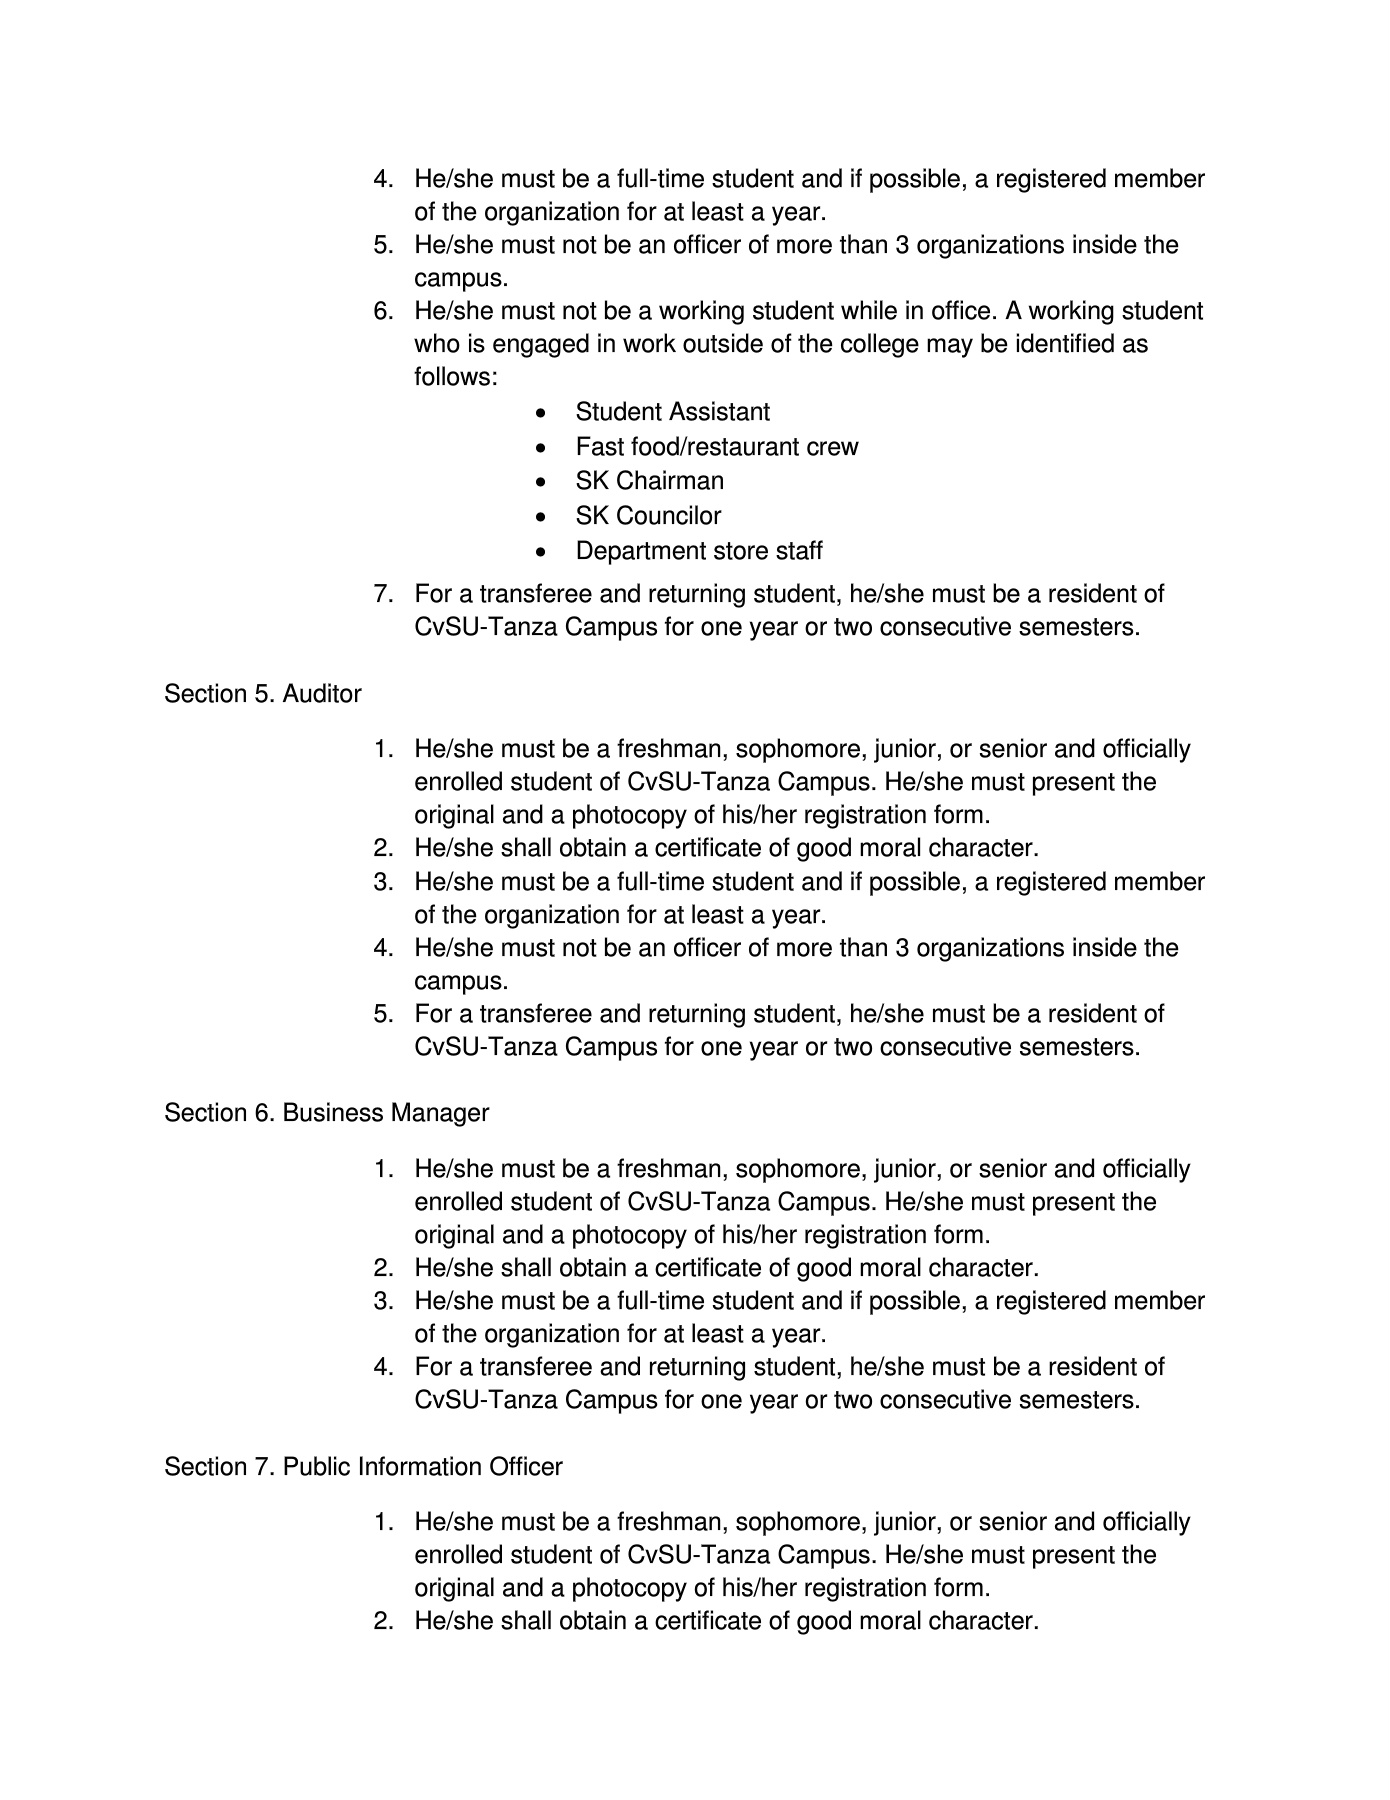 4. He/she must be a full-time student and if possible, a registered member
of the organization for at least a year.
5. He/she must not be an officer of more than 3 organizations inside the
campus.
6. He/she must not be a working student while in office. A working student
who is engaged in work outside of the college may be identified as
follows:
• Student Assistant
• Fast food/restaurant crew
• SK Chairman
• SK Councilor
• Department store staff
7. For a transferee and returning student, he/she must be a resident of
CvSU-Tanza Campus for one year or two consecutive semesters.
Section 5. Auditor
1. He/she must be a freshman, sophomore, junior, or senior and officially
enrolled student of CvSU-Tanza Campus. He/she must present the
original and a photocopy of his/her registration form.
2. He/she shall obtain a certificate of good moral character.
3. He/she must be a full-time student and if possible, a registered member
of the organization for at least a year.
4. He/she must not be an officer of more than 3 organizations inside the
campus.
5. For a transferee and returning student, he/she must be a resident of
CvSU-Tanza Campus for one year or two consecutive semesters.
Section 6. Business Manager
1. He/she must be a freshman, sophomore, junior, or senior and officially
enrolled student of CvSU-Tanza Campus. He/she must present the
original and a photocopy of his/her registration form.
2. He/she shall obtain a certificate of good moral character.
3. He/she must be a full-time student and if possible, a registered member
of the organization for at least a year.
4. For a transferee and returning student, he/she must be a resident of
CvSU-Tanza Campus for one year or two consecutive semesters.
Section 7. Public Information Officer
1. He/she must be a freshman, sophomore, junior, or senior and officially
enrolled student of CvSU-Tanza Campus. He/she must present the
original and a photocopy of his/her registration form.
2. He/she shall obtain a certificate of good moral character.